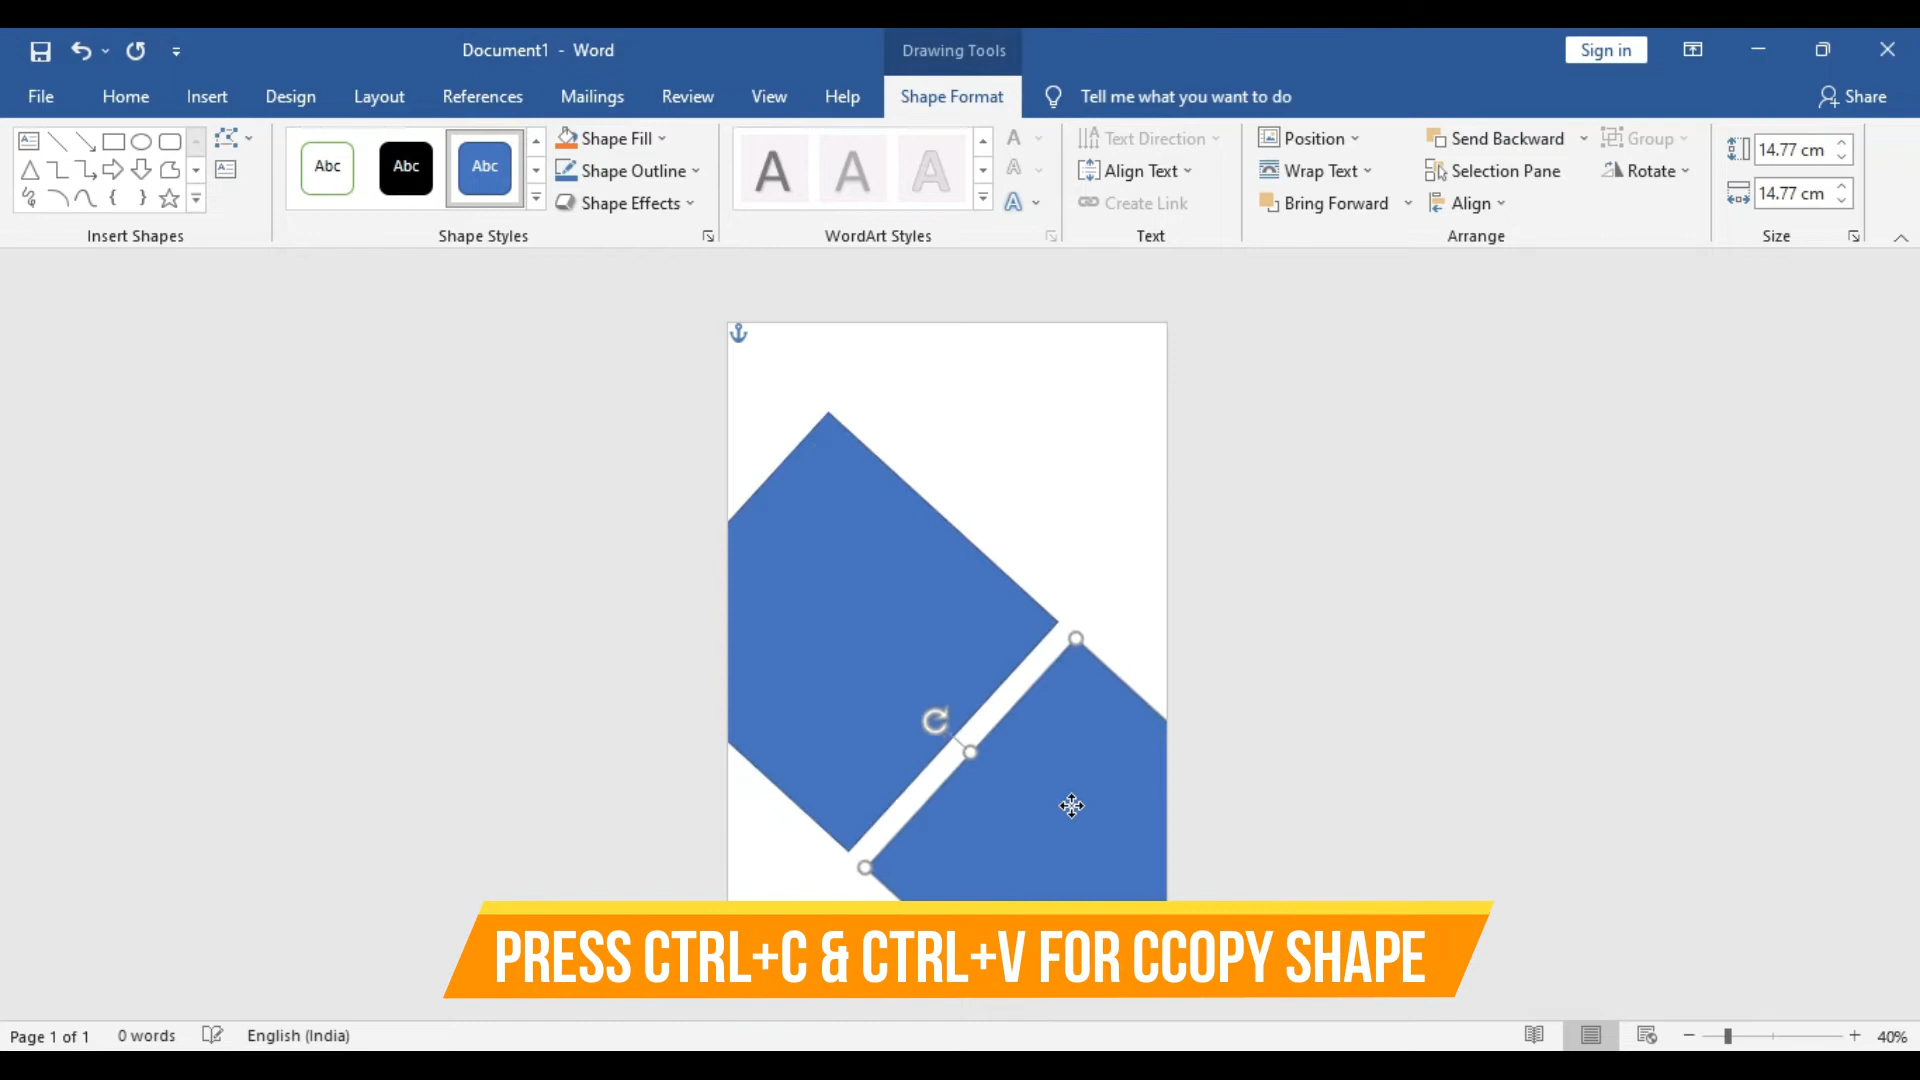 Document1 - Word
Drawing Tools
Sign in
File
Home
Insert
Design
Layout
References
Mailings
Review
View
Help
Shape Format
Tell me what you want to do
Share
Abc
Abc
Abc
Shape Fill
Shape Outline
Shape Effects
A
A
A
A
A
A
Text Direction
Align Text
Create Link
Position
Wrap Text
Bring Forward
Send Backward
Selection Pane
Align
Group
Rotate
14.77 cm
14.77 cm
Insert Shapes
Shape Styles
WordArt Styles
Text
Arrange
Size
PRESS CTRL+C & CTRL+V FOR CCOPY SHAPE
Page 1 of 1
0 words
English (India)
40%